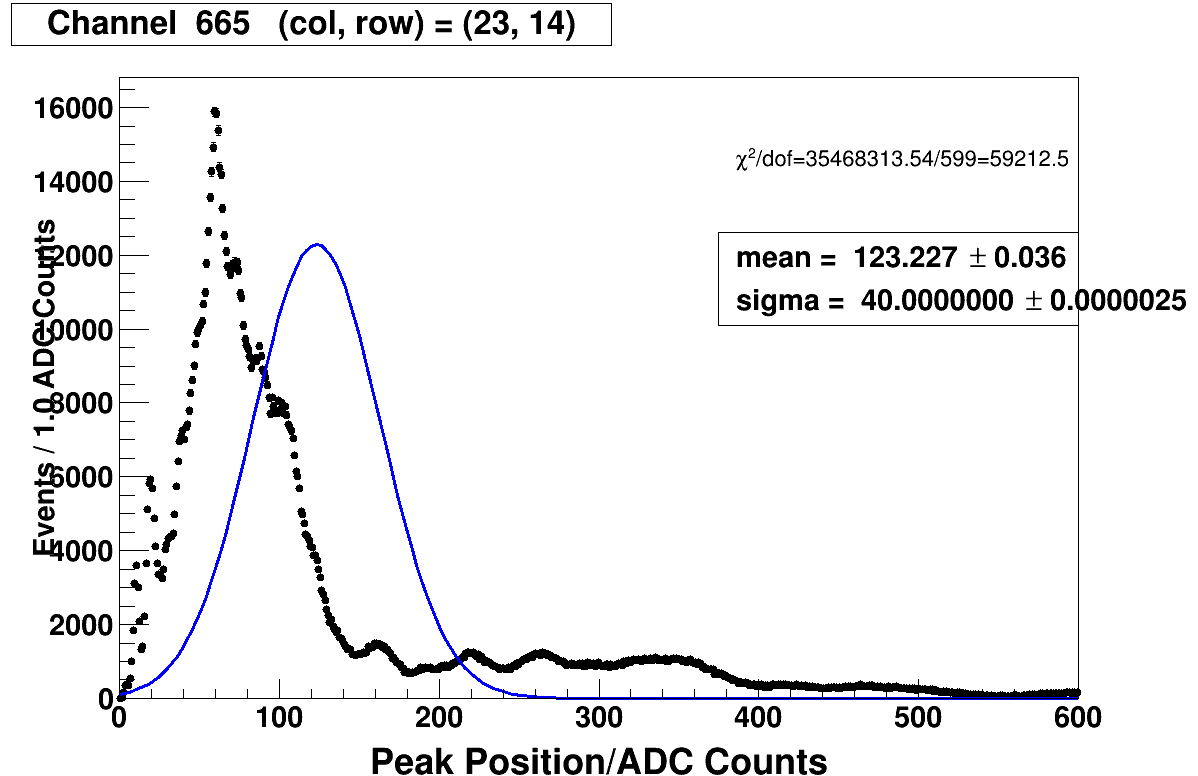 Channel 665 (col, row) = (23, 14)
16000
14000
12000
10000
8000
6000
4000
2000
0
Events / 1.0 ADC Counts
χ²/dof=35468313.54/599=59212.5
mean = 123.227 ± 0.036
sigma = 40.0000000 ± 0.0000025
0 100 200 300 400 500 600
Peak Position/ADC Counts